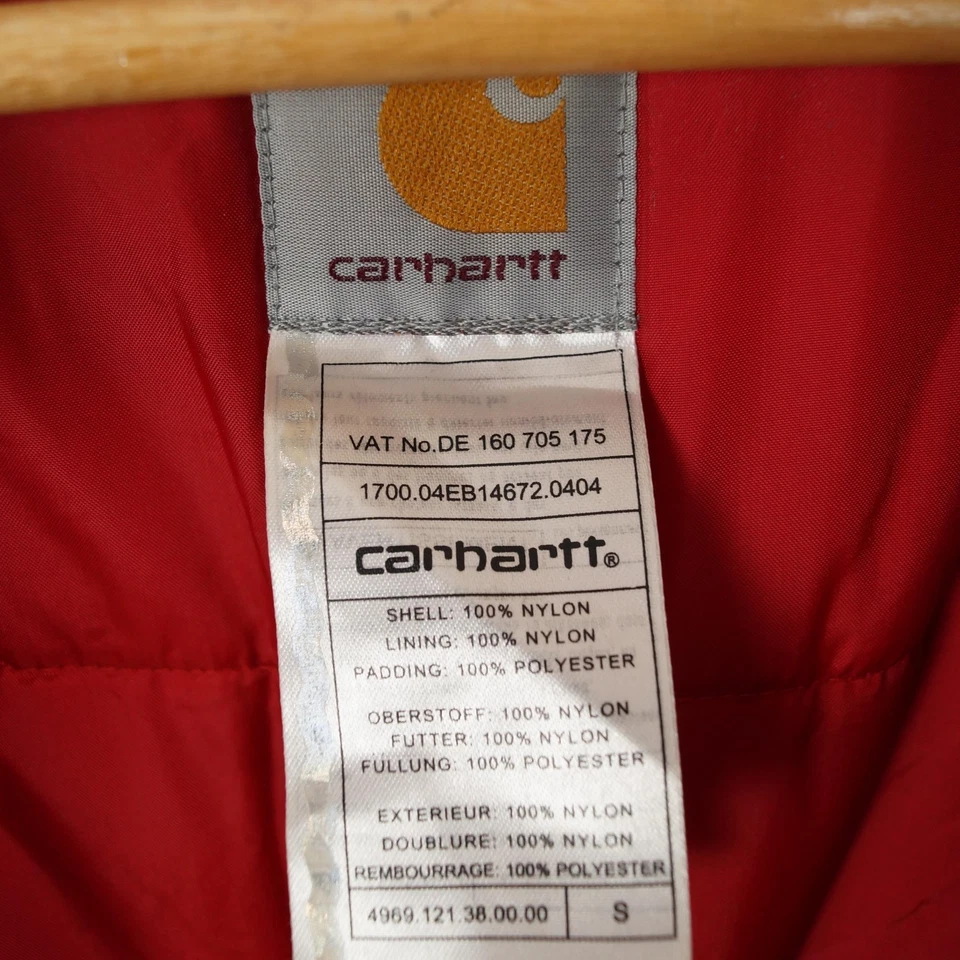 carhartt
VAT No.DE 160 705 175
1700.04EB14672.0404
carhartt®
SHELL: 100% NYLON
LINING: 100% NYLON
PADDING: 100% POLYESTER
OBERSTOFF: 100% NYLON
FUTTER: 100% NYLON
FULLUNG: 100% POLYESTER
EXTERIEUR: 100% NYLON
DOUBLURE: 100% NYLON
REMBOURRAGE: 100% POLYESTER
4969.121.38.00.00 S